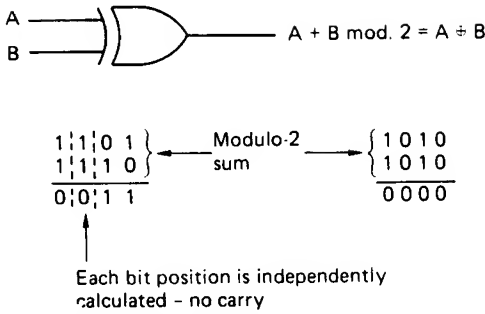 A
B
A + B mod. 2 = A ⊕ B
1 1 0 1
1 1 1 0
0 0 1 1
Modulo-2
sum
1 0 1 0
1 0 1 0
0 0 0 0
Each bit position is independently
calculated – no carry